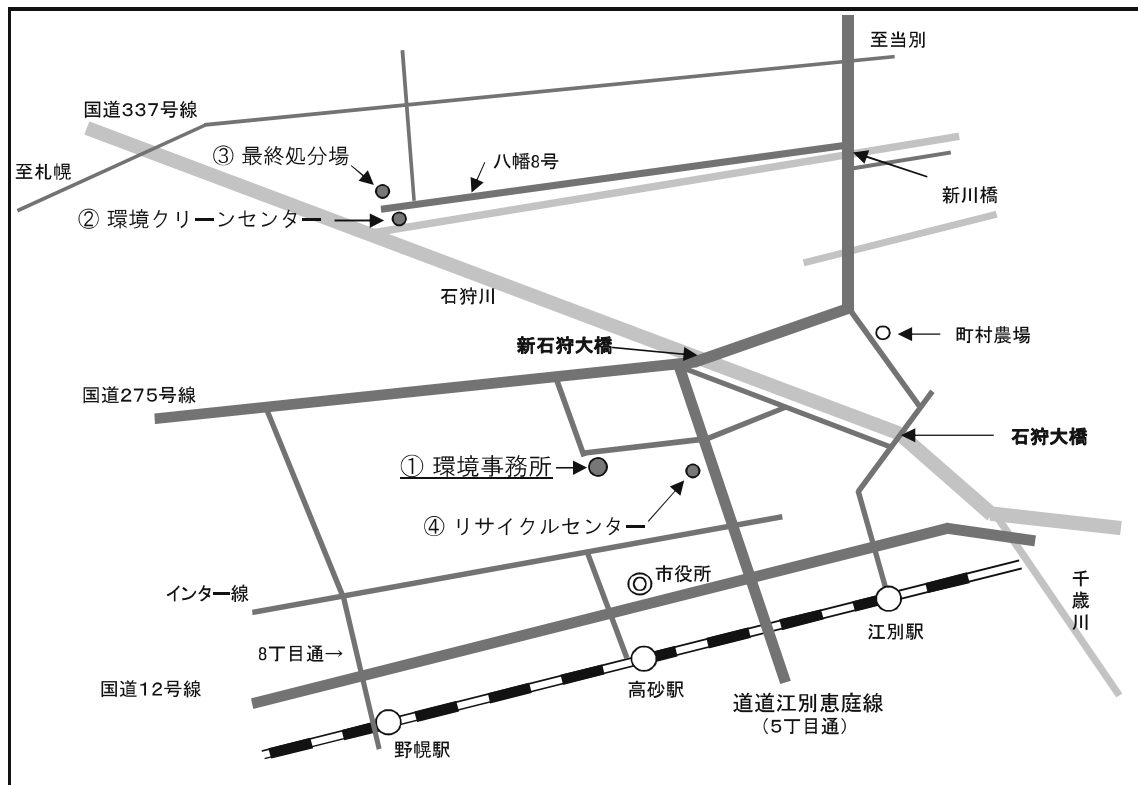 至当別
国道337号線
③ 最終処分場
八幡8号
至札幌
② 環境クリーンセンター
新川橋
石狩川
新石狩大橋
町村農場
国道275号線
石狩大橋
① 環境事務所
④ リサイクルセンター
市役所
インター線
千歳川
江別駅
8丁目通→
国道12号線
高砂駅
道道江別恵庭線
(5丁目通)
野幌駅